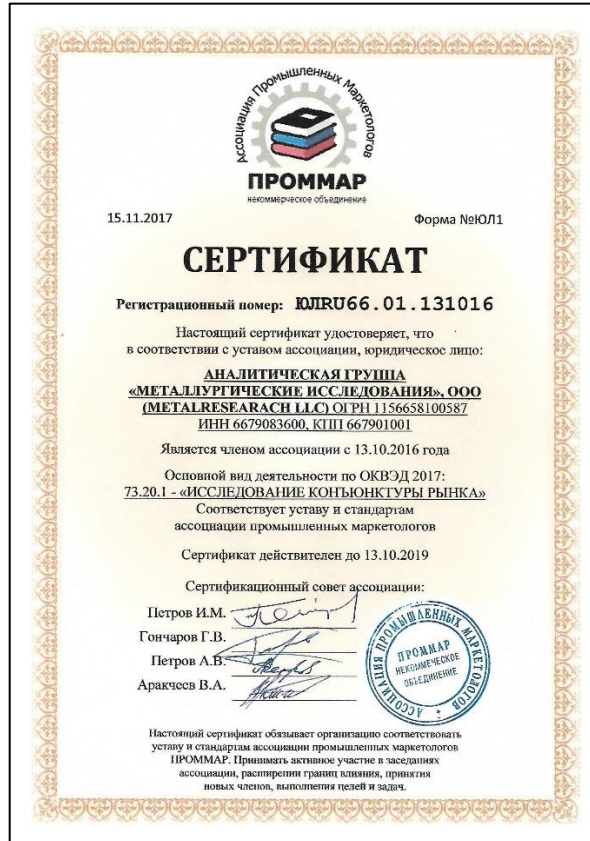 Ассоциация Промышленных Маркетологов
ПРОММАР
некоммерческое объединение
15.11.2017 Форма №ЮЛ1
СЕРТИФИКАТ
Регистрационный номер: ЮЛRU66.01.131016
Настоящий сертификат удостоверяет, что
в соответствии с уставом ассоциации, юридическое лицо:
АНАЛИТИЧЕСКАЯ ГРУППА
«МЕТАЛЛУРГИЧЕСКИЕ ИССЛЕДОВАНИЯ», ООО
(METALRESEARACH LLC) ОГРН 1156658100587
ИНН 6679083600, КПП 667901001
Является членом ассоциации с 13.10.2016 года
Основной вид деятельности по ОКВЭД 2017:
73.20.1 - «ИССЛЕДОВАНИЕ КОНЪЮНКТУРЫ РЫНКА»
Соответствует уставу и стандартам
ассоциации промышленных маркетологов
Сертификат действителен до 13.10.2019
Сертификационный совет ассоциации:
Петров И.М.
Гончаров Г.В.
Петров А.В.
Аракчеев В.А.
АССОЦИАЦИЯ ПРОМЫШЛЕННЫХ МАРКЕТОЛОГОВ
ПРОММАР
НЕКОММЕЧЕСКОЕ
ОБЪЕДИНЕНИЕ
Настоящий сертификат обязывает организацию соответствовать
уставу и стандартам ассоциации промышленных маркетологов
ПРОММАР. Принимать активное участие в заседаниях
ассоциации, расширении границ влияния, принятия
новых членов, выполнения целей и задач.